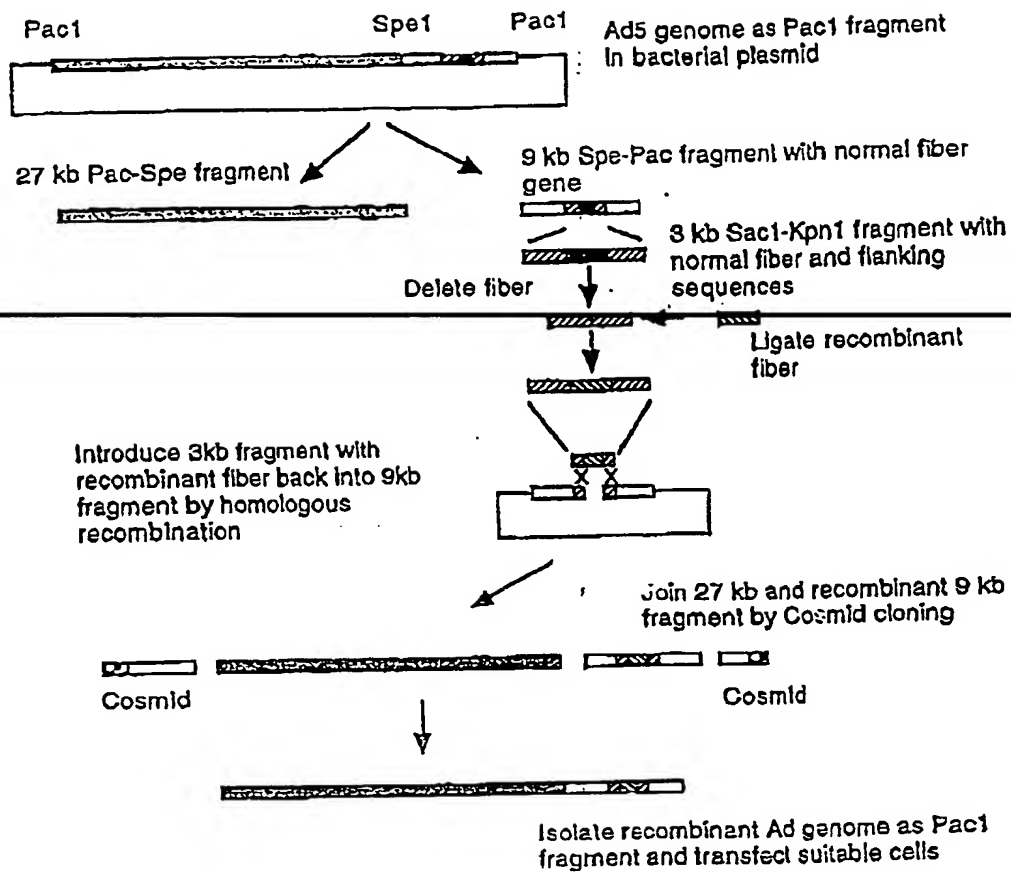 Pac1 Spe1 Pac1
Ad5 genome as Pac1 fragment
In bacterial plasmid
27 kb Pac-Spe fragment
9 kb Spe-Pac fragment with normal fiber
gene
3 kb Sac1-Kpn1 fragment with
normal fiber and flanking
sequences
Delete fiber
Ligate recombinant
fiber
Introduce 3kb fragment with
recombinant fiber back into 9kb
fragment by homologous
recombination
Join 27 kb and recombinant 9 kb
fragment by Cosmid cloning
Cosmid
Cosmid
Isolate recombinant Ad genome as Pac1
fragment and transfect suitable cells